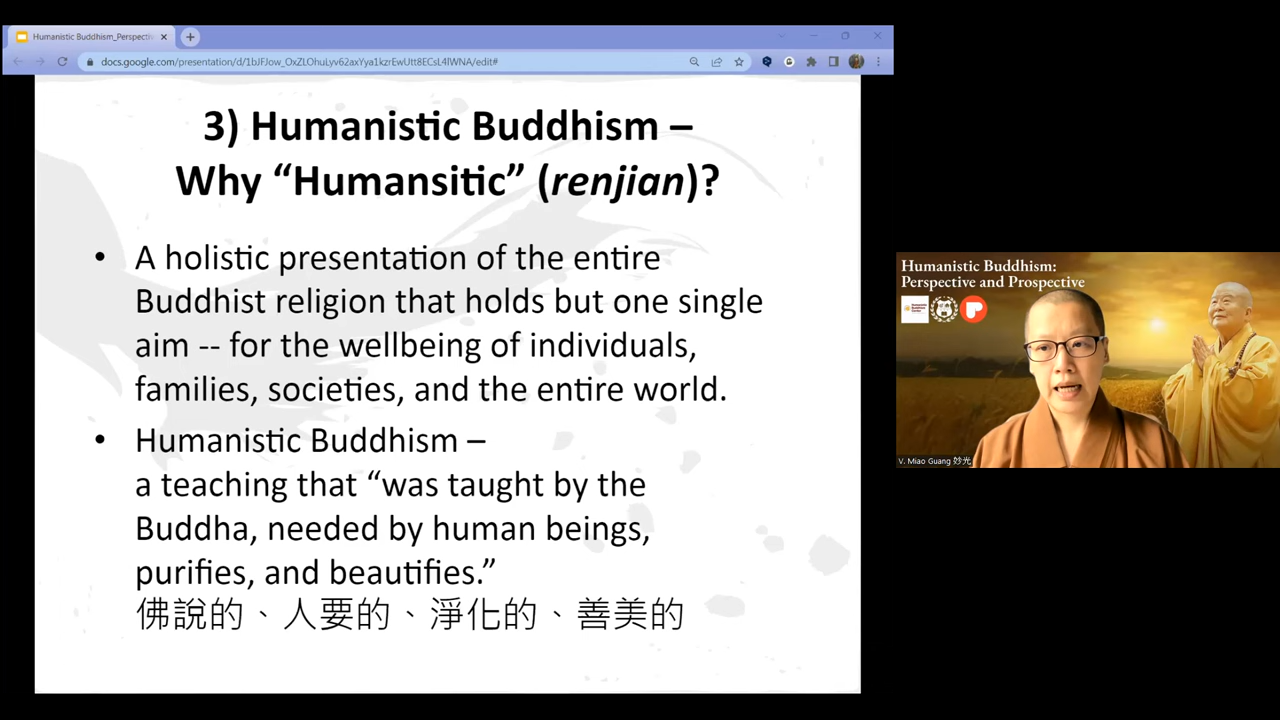 Humanistic Buddhism_Perspectiv
docs.google.com/presentation/d/1bJFJow_OxZLOhuLyv62axYya1kzrEwUtt8ECsL4lWNA/edit#
3) Humanistic Buddhism –
Why “Humansitic” (renjian)?
• A holistic presentation of the entire
Buddhist religion that holds but one single
aim -- for the wellbeing of individuals,
families, societies, and the entire world.
• Humanistic Buddhism –
a teaching that “was taught by the
Buddha, needed by human beings,
purifies, and beautifies.”
佛說的、人要的、淨化的、善美的
Humanistic Buddhism:
Perspective and Prospective
V. Miao Guang 妙光